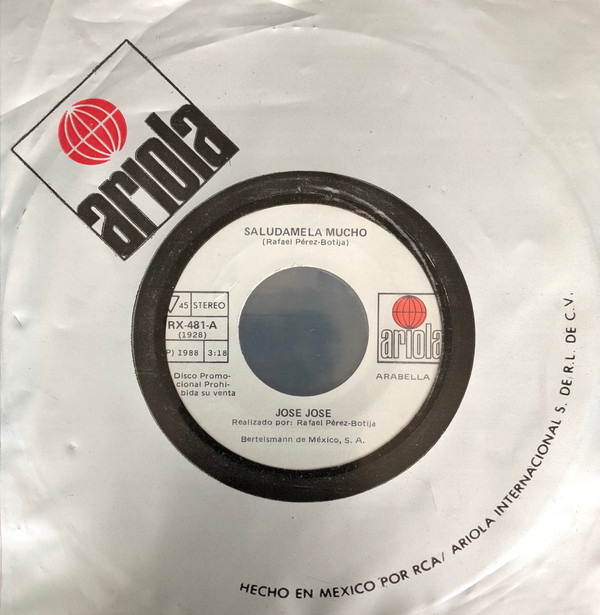 ariola
SALUDAMELA MUCHO
(Rafael Pérez-Botija)
45 STEREO
RX-481-A
(1928)
P) 1988 3:18
Disco Promo-
cional Prohi-
bida su venta
ariola
ARABELLA
JOSE JOSE
Realizado por: Rafael Pérez-Botija
Bertelsmann de México, S. A.
HECHO EN MEXICO POR RCA/ ARIOLA INTERNACIONAL S. DE R.L. DE C.V.